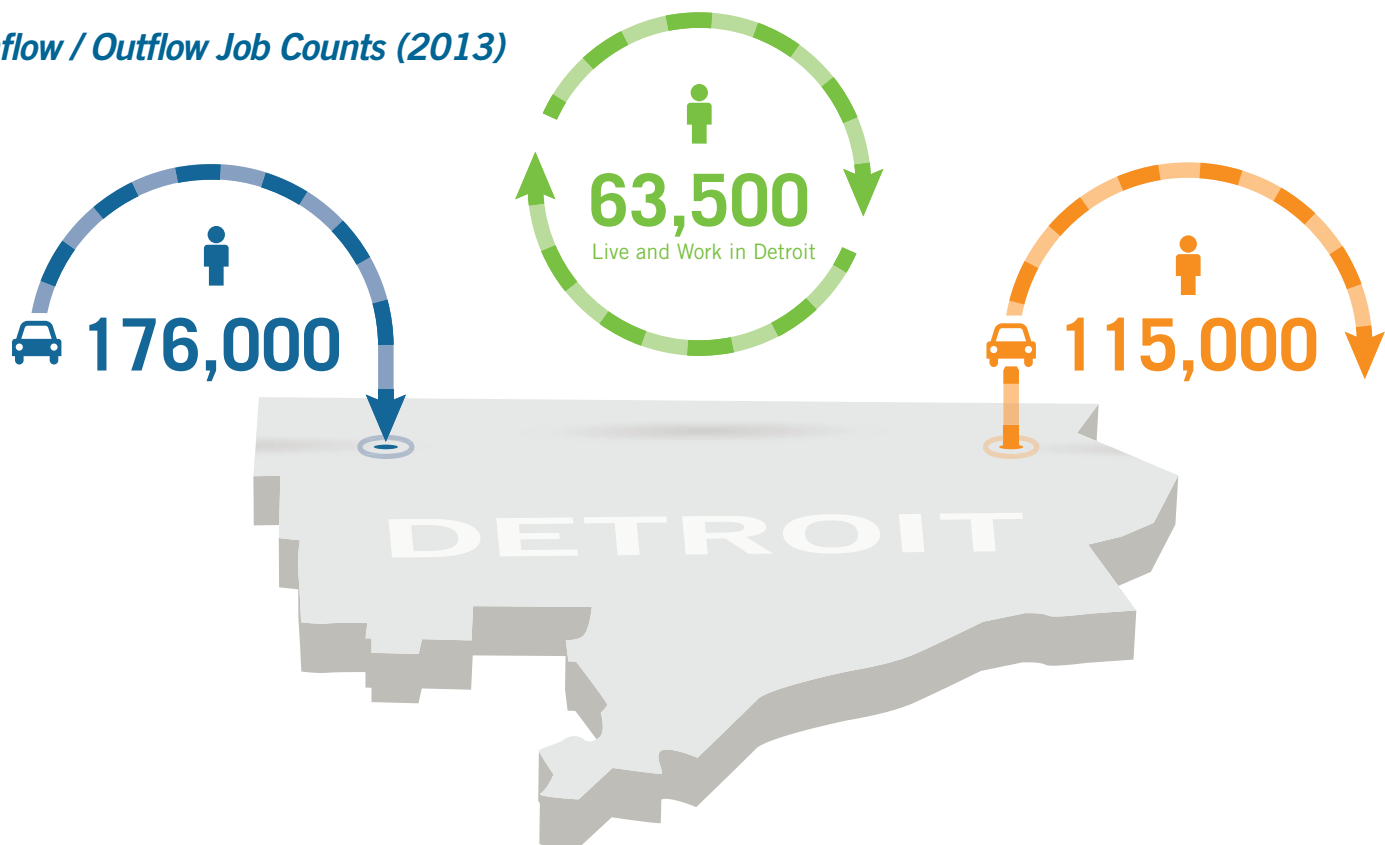 flow / Outflow Job Counts (2013)
63,500
Live and Work in Detroit
176,000
115,000
DETROIT